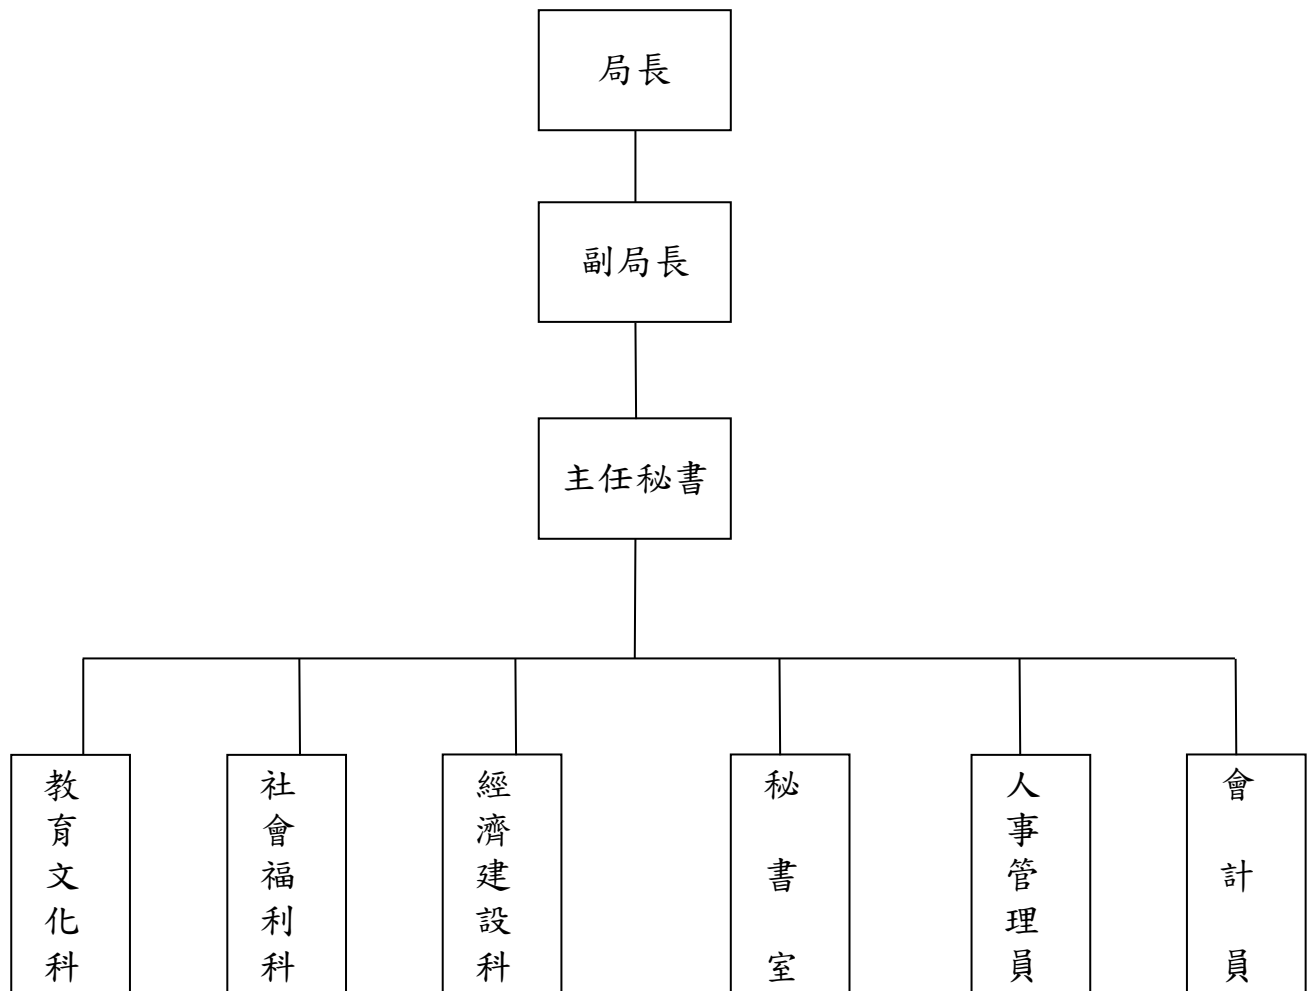 局長
副局長
主任秘書
教育文化科
社會福利科
經濟建設科
秘書室
人事管理員
會計員